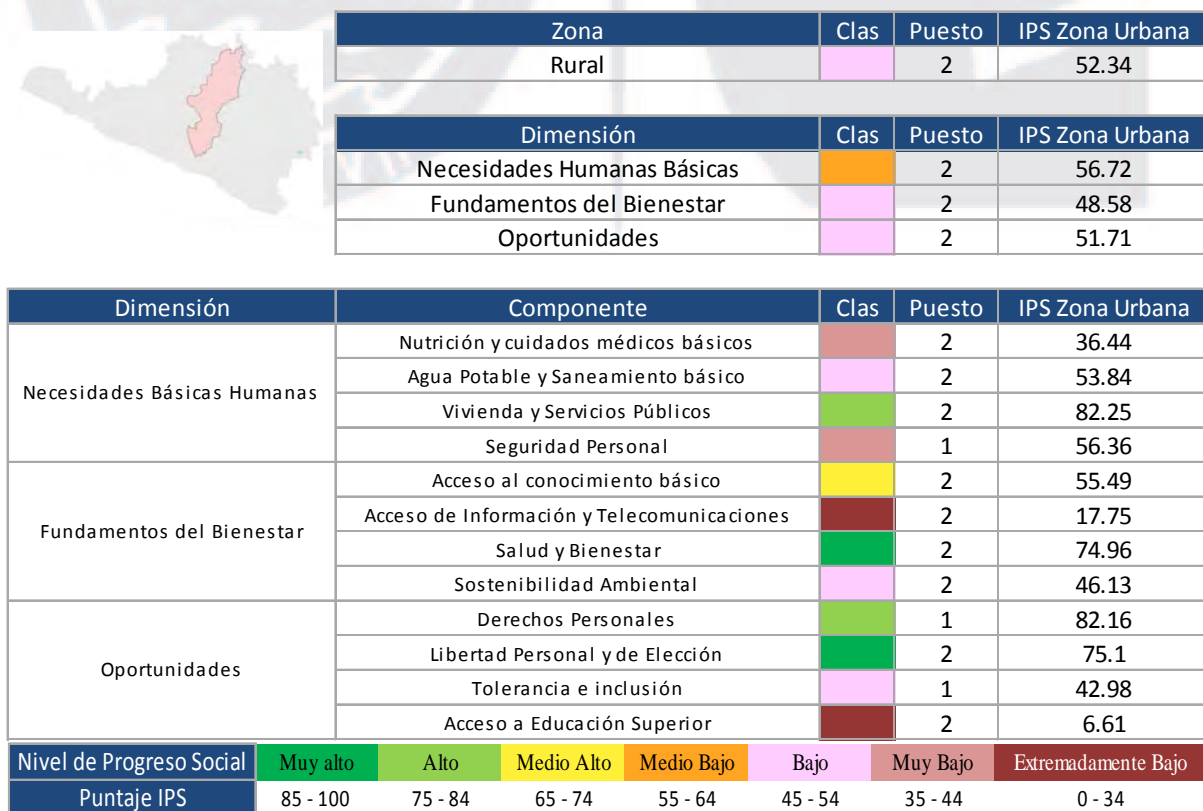 Zona Clas Puesto IPS Zona Urbana
Rural 2 52.34
Dimensión Clas Puesto IPS Zona Urbana
Necesidades Humanas Básicas 2 56.72
Fundamentos del Bienestar 2 48.58
Oportunidades 2 51.71
Dimensión Componente Clas Puesto IPS Zona Urbana
Necesidades Básicas Humanas
Nutrición y cuidados médicos básicos 2 36.44
Agua Potable y Saneamiento básico 2 53.84
Vivienda y Servicios Públicos 2 82.25
Seguridad Personal 1 56.36
Fundamentos del Bienestar
Acceso al conocimiento básico 2 55.49
Acceso de Información y Telecomunicaciones 2 17.75
Salud y Bienestar 2 74.96
Sostenibilidad Ambiental 2 46.13
Oportunidades
Derechos Personales 1 82.16
Libertad Personal y de Elección 2 75.1
Tolerancia e inclusión 1 42.98
Acceso a Educación Superior 2 6.61
Nivel de Progreso Social Muy alto Alto Medio Alto Medio Bajo Bajo Muy Bajo Extremadamente Bajo
Puntaje IPS 85 - 100 75 - 84 65 - 74 55 - 64 45 - 54 35 - 44 0 - 34